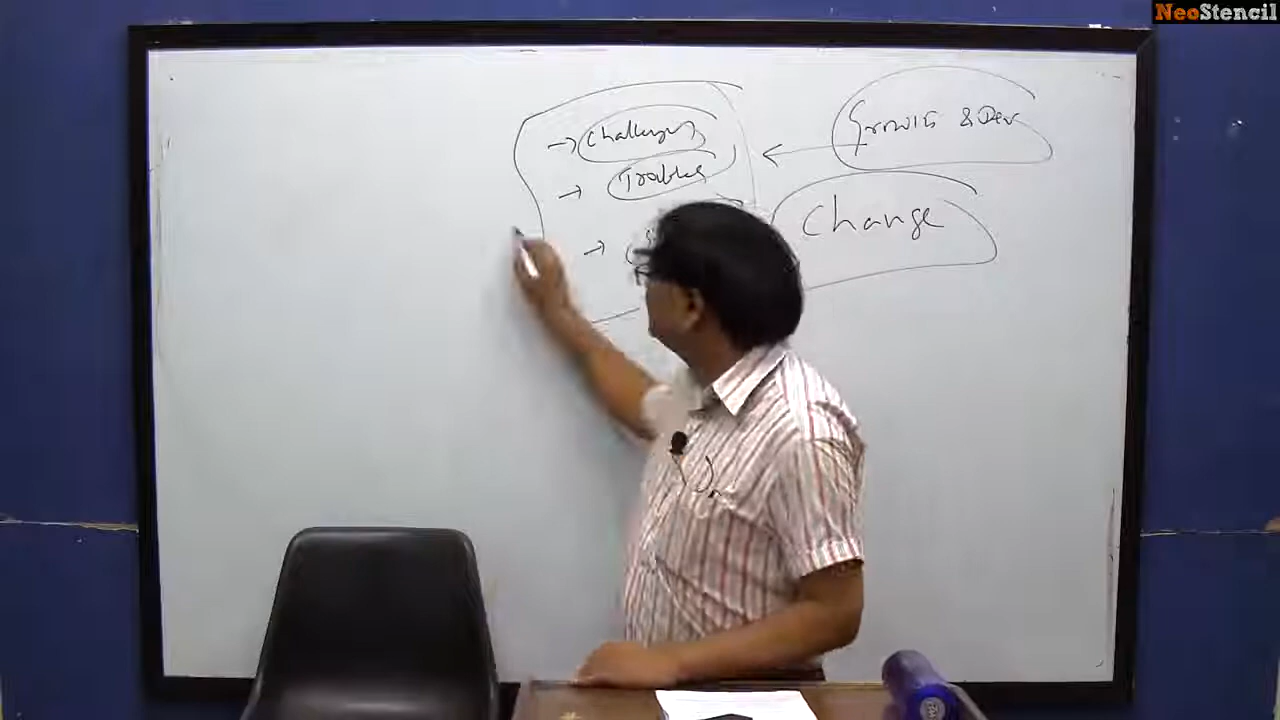 NeoStencil
→ Challenges
→ Troubles
→
Growth & Dev
Change